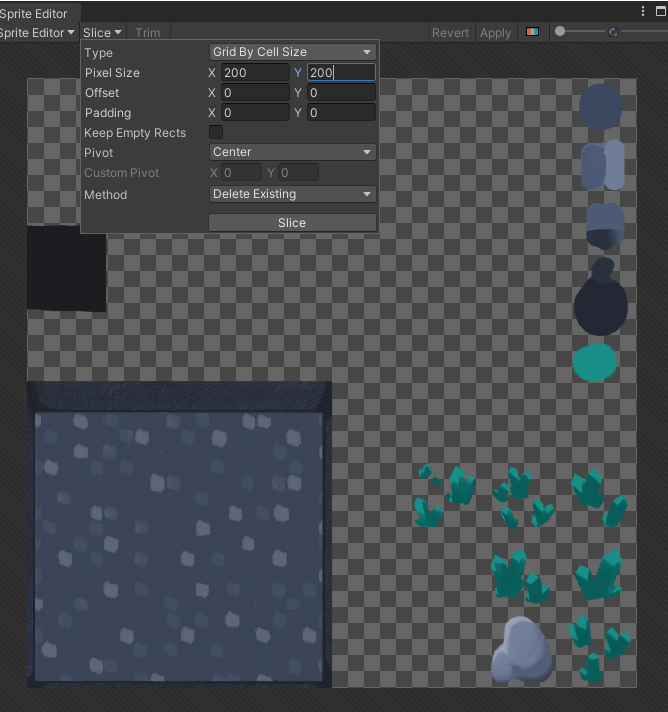 Sprite Editor
Sprite Editor Slice Trim Revert Apply
Type Grid By Cell Size
Pixel Size X 200 Y 200
Offset X 0 Y 0
Padding X 0 Y 0
Keep Empty Rects
Pivot Center
Custom Pivot X 0 Y 0
Method Delete Existing
Slice